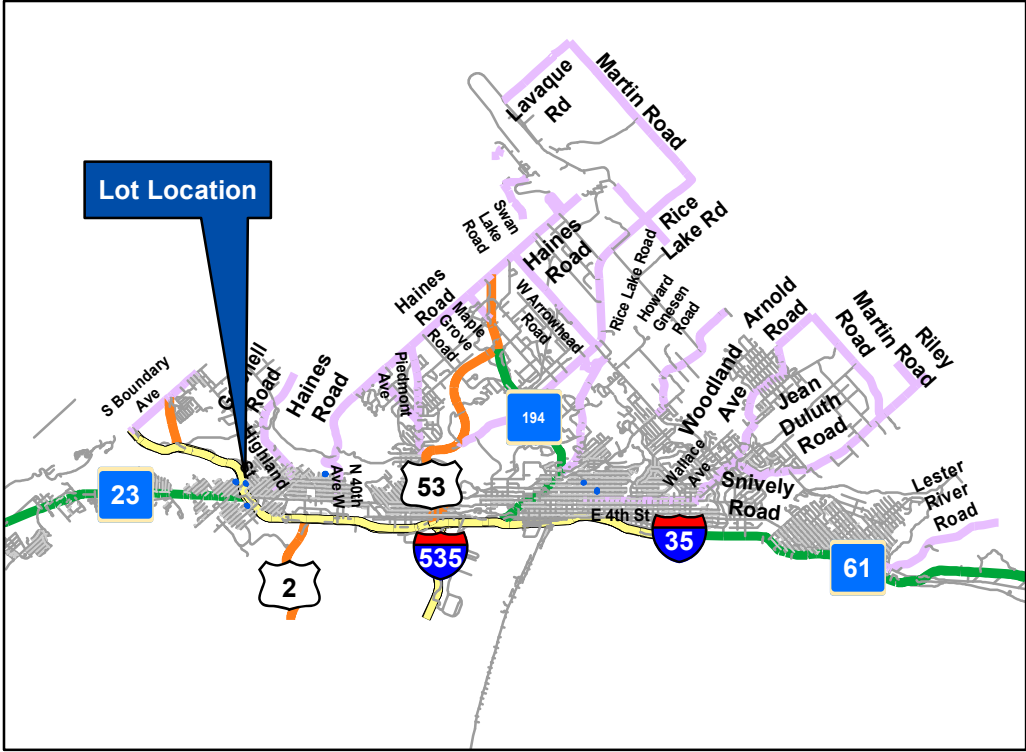 Lavaque
Rd
Martin Road
Lot Location
Swan
Lake
Road
Haines
Road
Rice
Lake Rd
Rice Lake Road
Howard
Gnesen
Road
Haines
Road
Maple
Grove
Road
W Arrowhead
Road
Arnold
Road
Martin Road
Road
Riley
Road
Woodland
Ave
Jean
Duluth
Road
S Boundary
Ave
Road
Haines
Road
Piedmont
Ave
194
Highland
St
N 40th
Ave W
53
Wallace
Ave
Snively
Road
Lester
River
Road
23
E 4th St
35
535
2
61